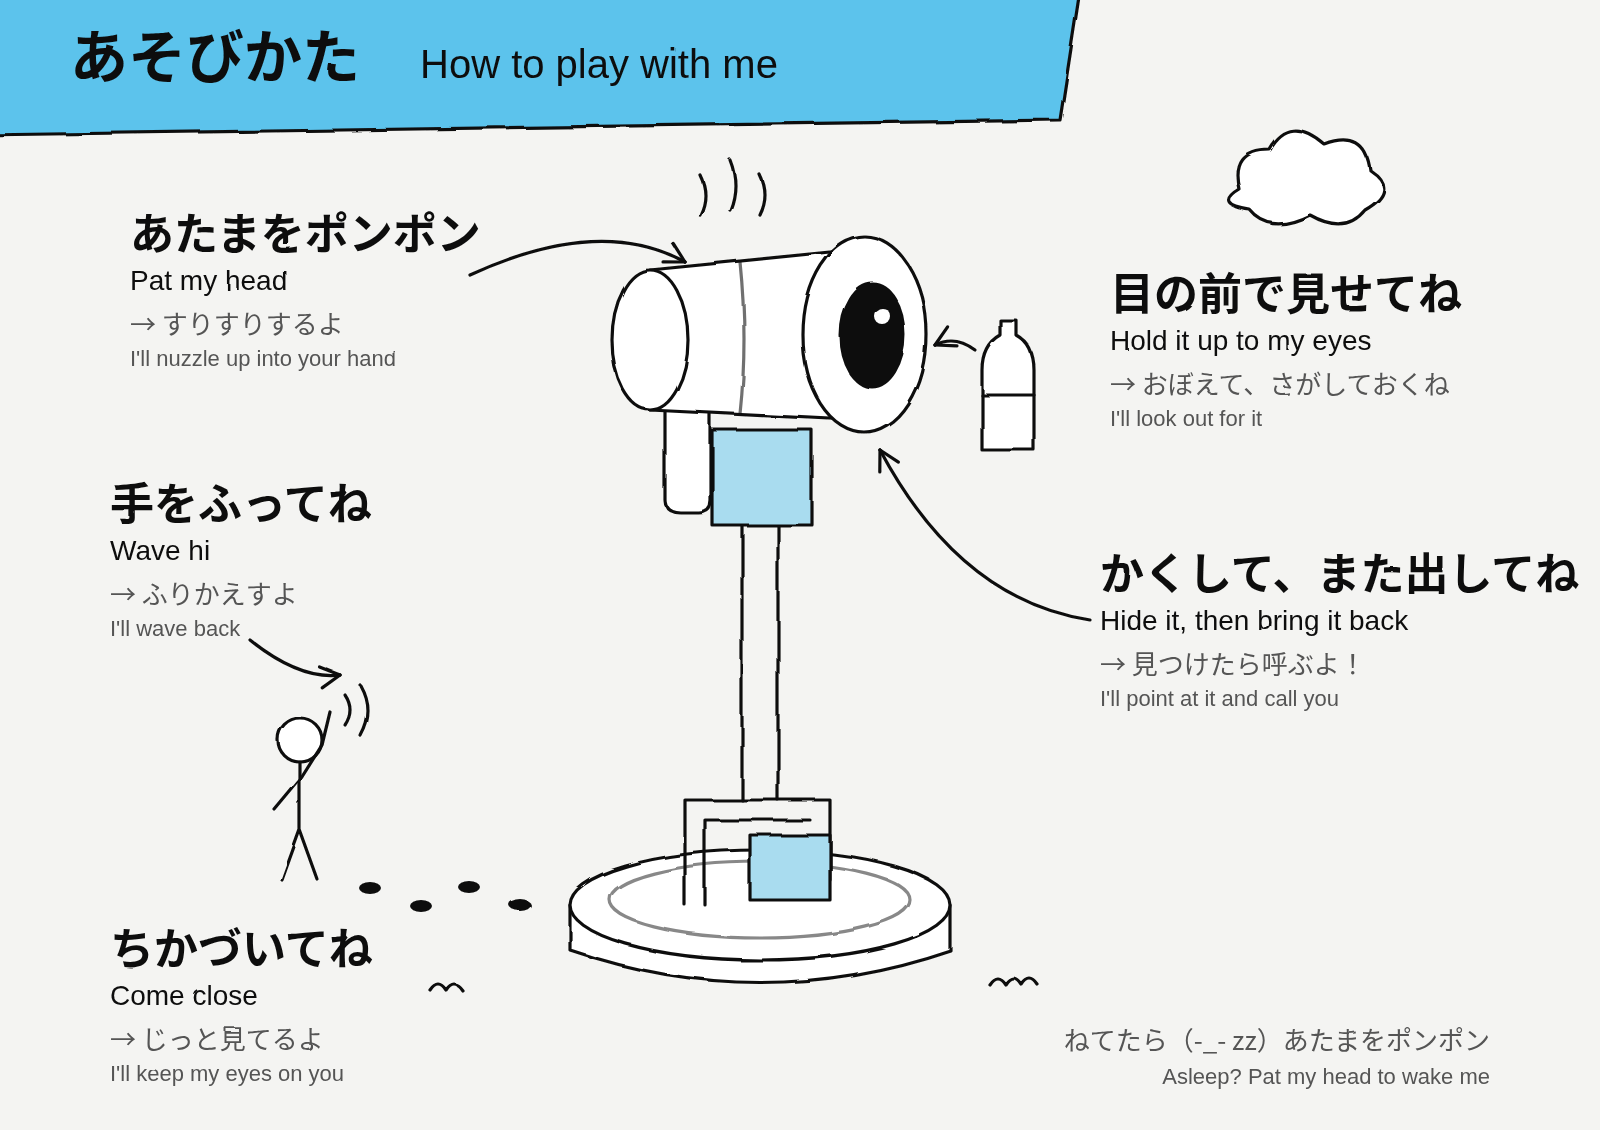 あそびかた
How to play with me
あたまをポンポン
Pat my head
→ すりすりするよ
I'll nuzzle up into your hand
目の前で見せてね
Hold it up to my eyes
→ おぼえて、さがしておくね
I'll look out for it
手をふってね
Wave hi
→ ふりかえすよ
I'll wave back
かくして、また出してね
Hide it, then bring it back
→ 見つけたら呼ぶよ！
I'll point at it and call you
ちかづいてね
Come close
→ じっと見てるよ
I'll keep my eyes on you
ねてたら（-_- zz）あたまをポンポン
Asleep? Pat my head to wake me